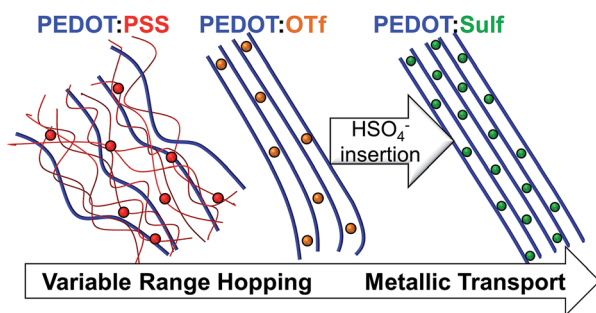 PEDOT:PSS
PEDOT:OTf
PEDOT:Sulf
HSO₄⁻
insertion
Variable Range Hopping
Metallic Transport